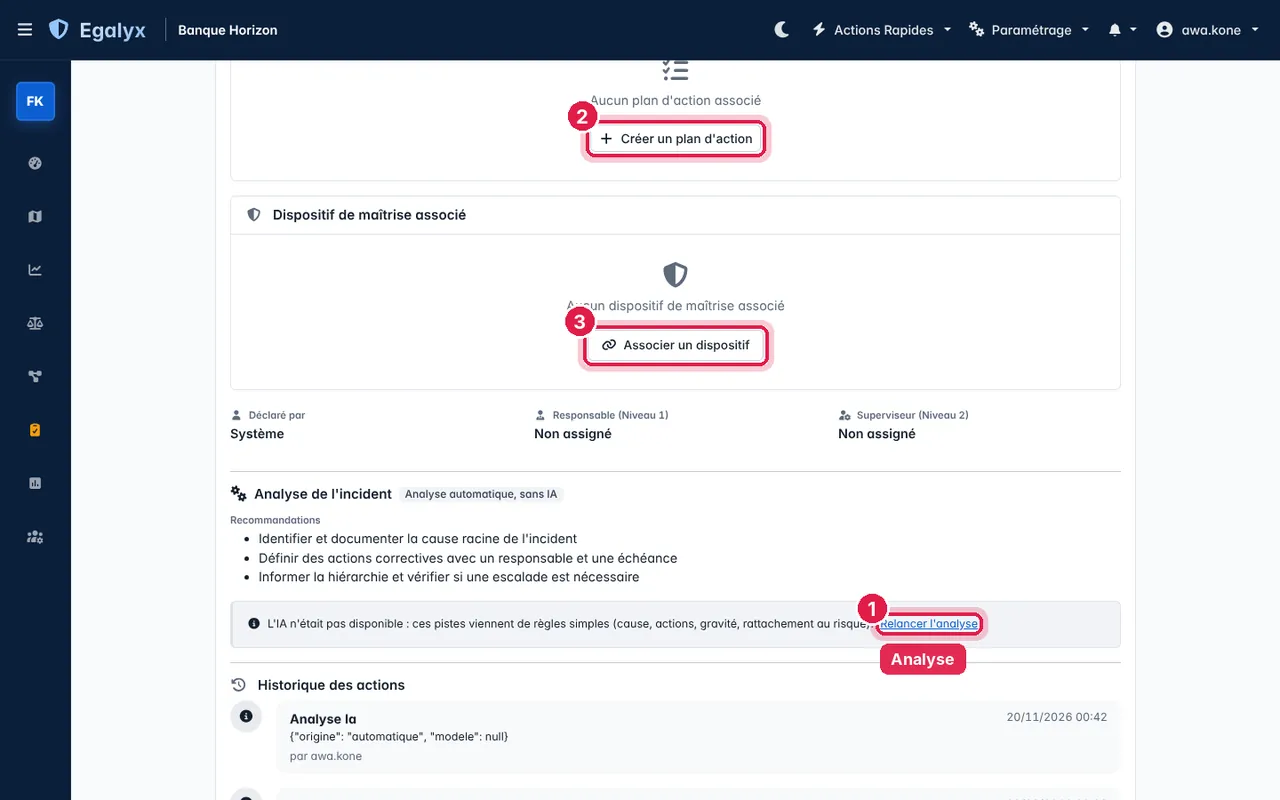 Egalyx
Banque Horizon
Actions Rapides
Paramétrage
awa.kone
FK
Aucun plan d'action associé
2
Créer un plan d'action
Dispositif de maîtrise associé
Aucun dispositif de maîtrise associé
3
Associer un dispositif
Déclaré par
Système
Responsable (Niveau 1)
Non assigné
Superviseur (Niveau 2)
Non assigné
Analyse de l'incident
Analyse automatique, sans IA
Recommandations
• Identifier et documenter la cause racine de l'incident
• Définir des actions correctives avec un responsable et une échéance
• Informer la hiérarchie et vérifier si une escalade est nécessaire
L'IA n'était pas disponible : ces pistes viennent de règles simples (cause, actions, gravité, rattachement au risque).
1
Relancer l'analyse
Analyse
Historique des actions
Analyse Ia
20/11/2026 00:42
{"origine": "automatique", "modele": null}
par awa.kone